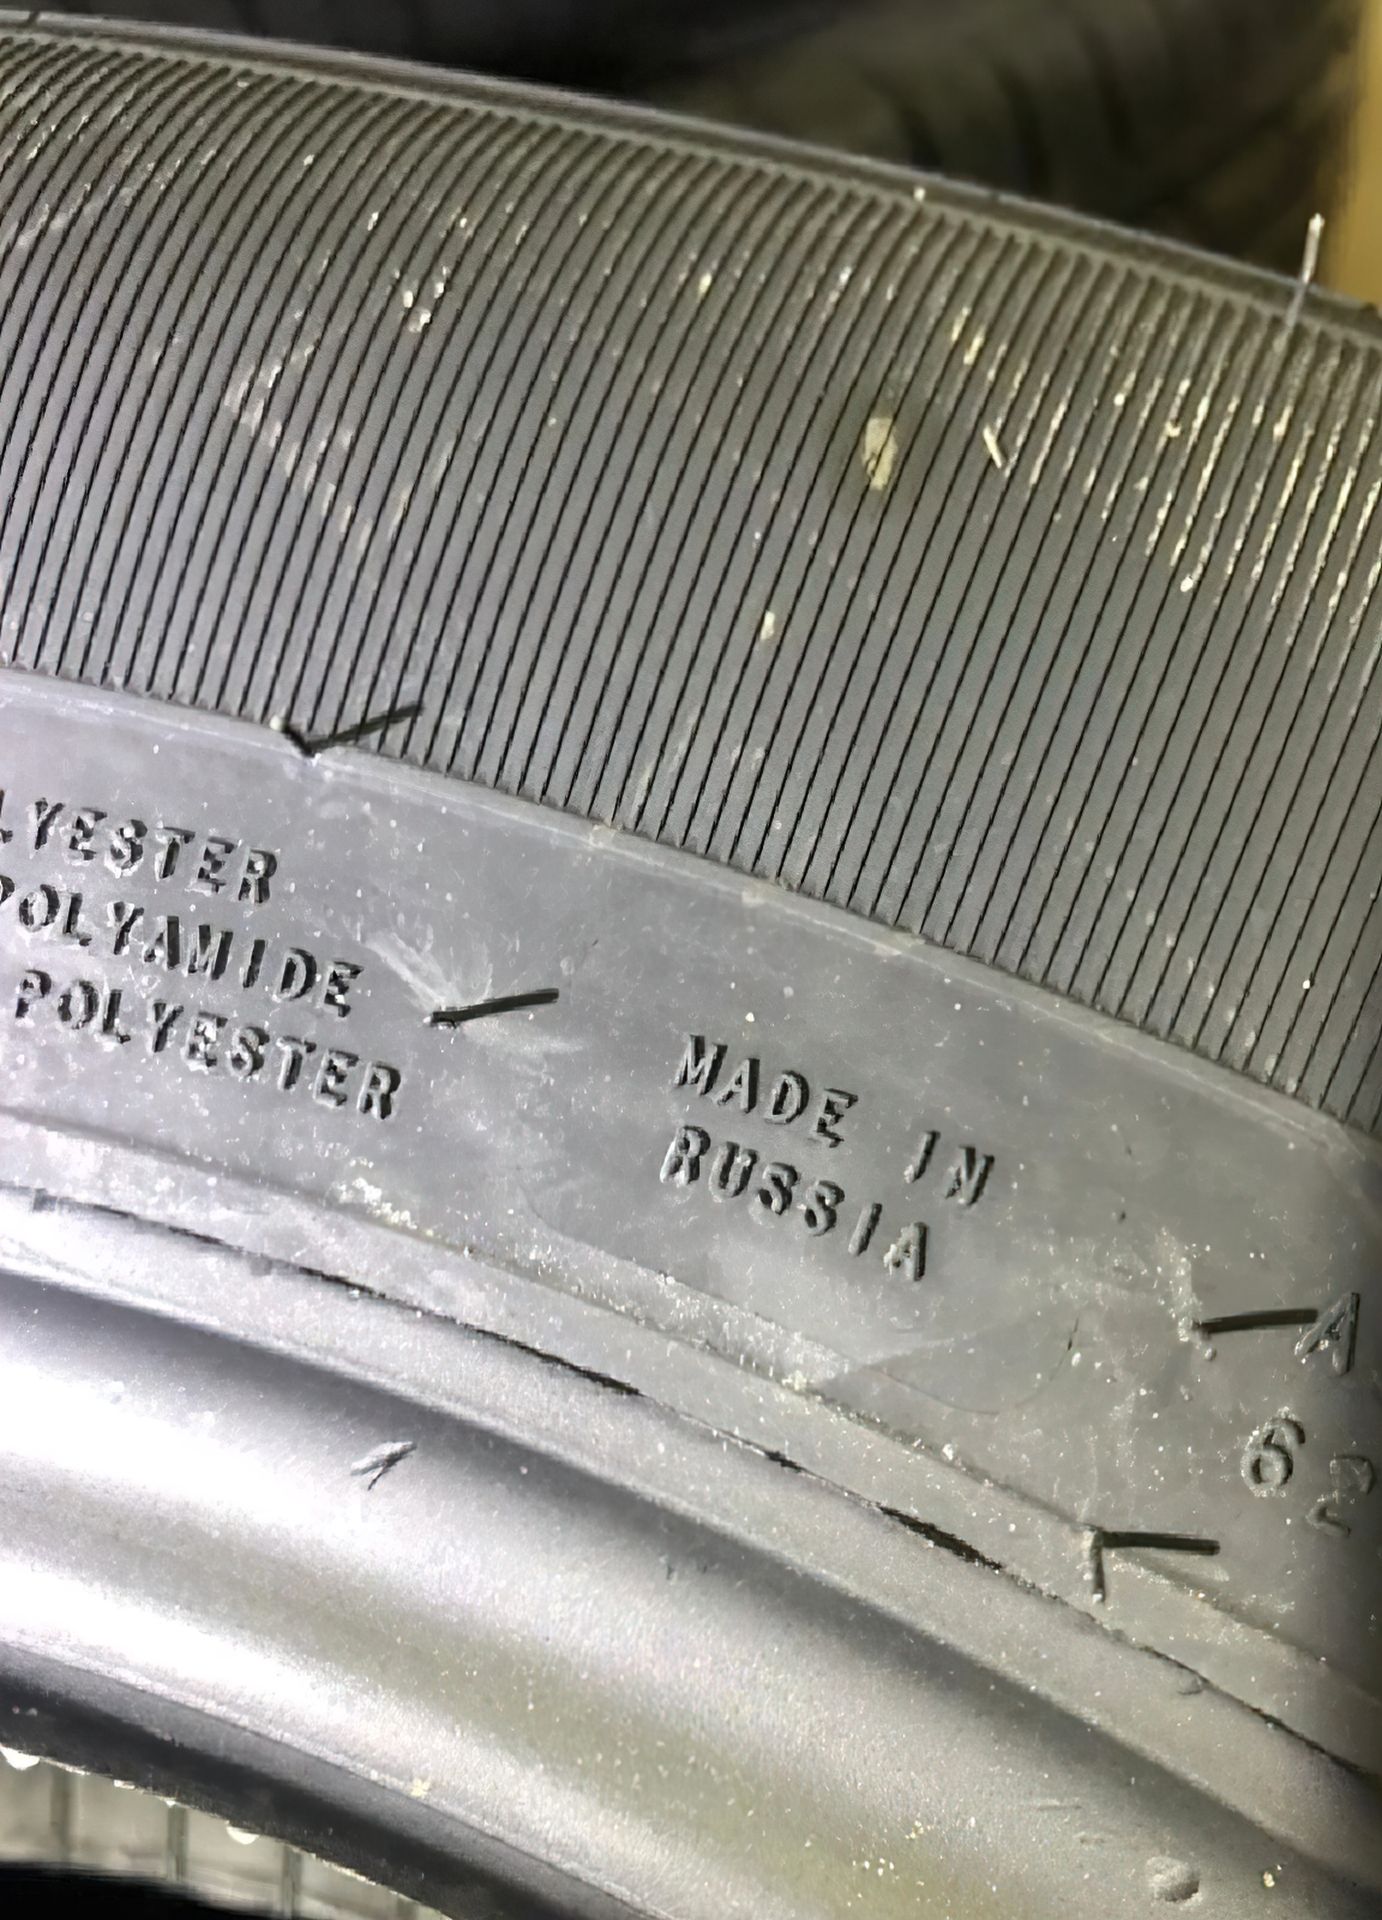 LYESTER
POLYAMIDE
POLYESTER
MADE IN
RUSSIA
A
6